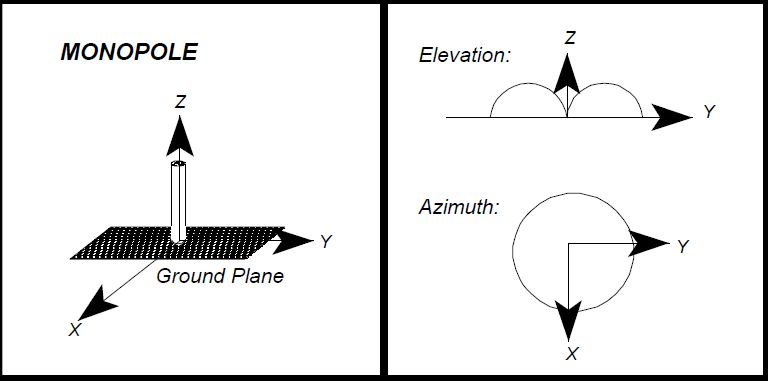 MONOPOLE
Z
Y
Ground Plane
X
Elevation:
Z
Y
Azimuth:
Y
X